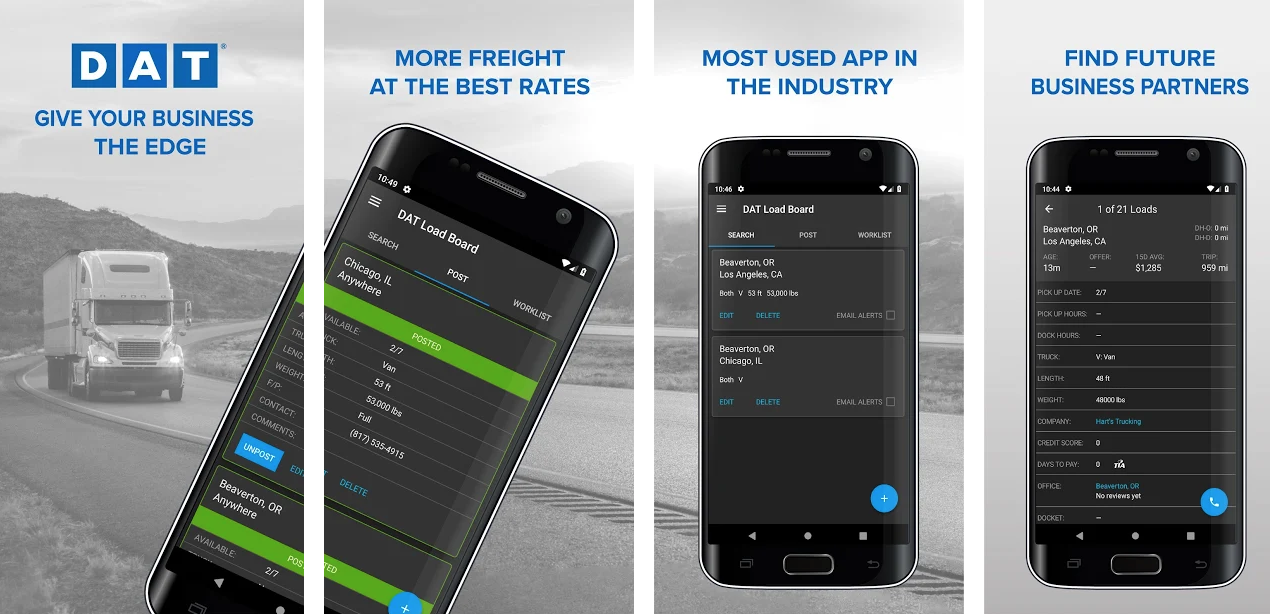 DAT®
GIVE YOUR BUSINESS
THE EDGE
MORE FREIGHT
AT THE BEST RATES
10:49
DAT Load Board
SEARCH
POST
WORKLIST
Chicago, IL
Anywhere
POSTED
AVAILABLE:
2/7
TRUCK:
Van
LENGTH:
53 ft
WEIGHT:
53,000 lbs
F/P:
Full
CONTACT:
(817) 535-4915
COMMENTS:
UNPOST
EDIT
DELETE
Beaverton, OR
Anywhere
POSTED
AVAILABLE:
2/7
+
MOST USED APP IN
THE INDUSTRY
10:46
DAT Load Board
SEARCH POST WORKLIST
Beaverton, OR
Los Angeles, CA
Both V 53 ft 53,000 lbs
EDIT DELETE EMAIL ALERTS
Beaverton, OR
Chicago, IL
Both V
EDIT DELETE EMAIL ALERTS
+
FIND FUTURE
BUSINESS PARTNERS
10:44
1 of 21 Loads
Beaverton, OR DH-O: 0 mi
Los Angeles, CA DH-D: 0 mi
AGE: OFFER: 15D AVG: TRIP:
13m – $1,285 959 mi
PICK UP DATE: 2/7
PICK UP HOURS: –
DOCK HOURS: –
TRUCK: V: Van
LENGTH: 48 ft
WEIGHT: 48000 lbs
COMPANY: Hart's Trucking
CREDIT SCORE: 0
DAYS TO PAY: 0 TIA
OFFICE: Beaverton, OR
No reviews yet
DOCKET: –